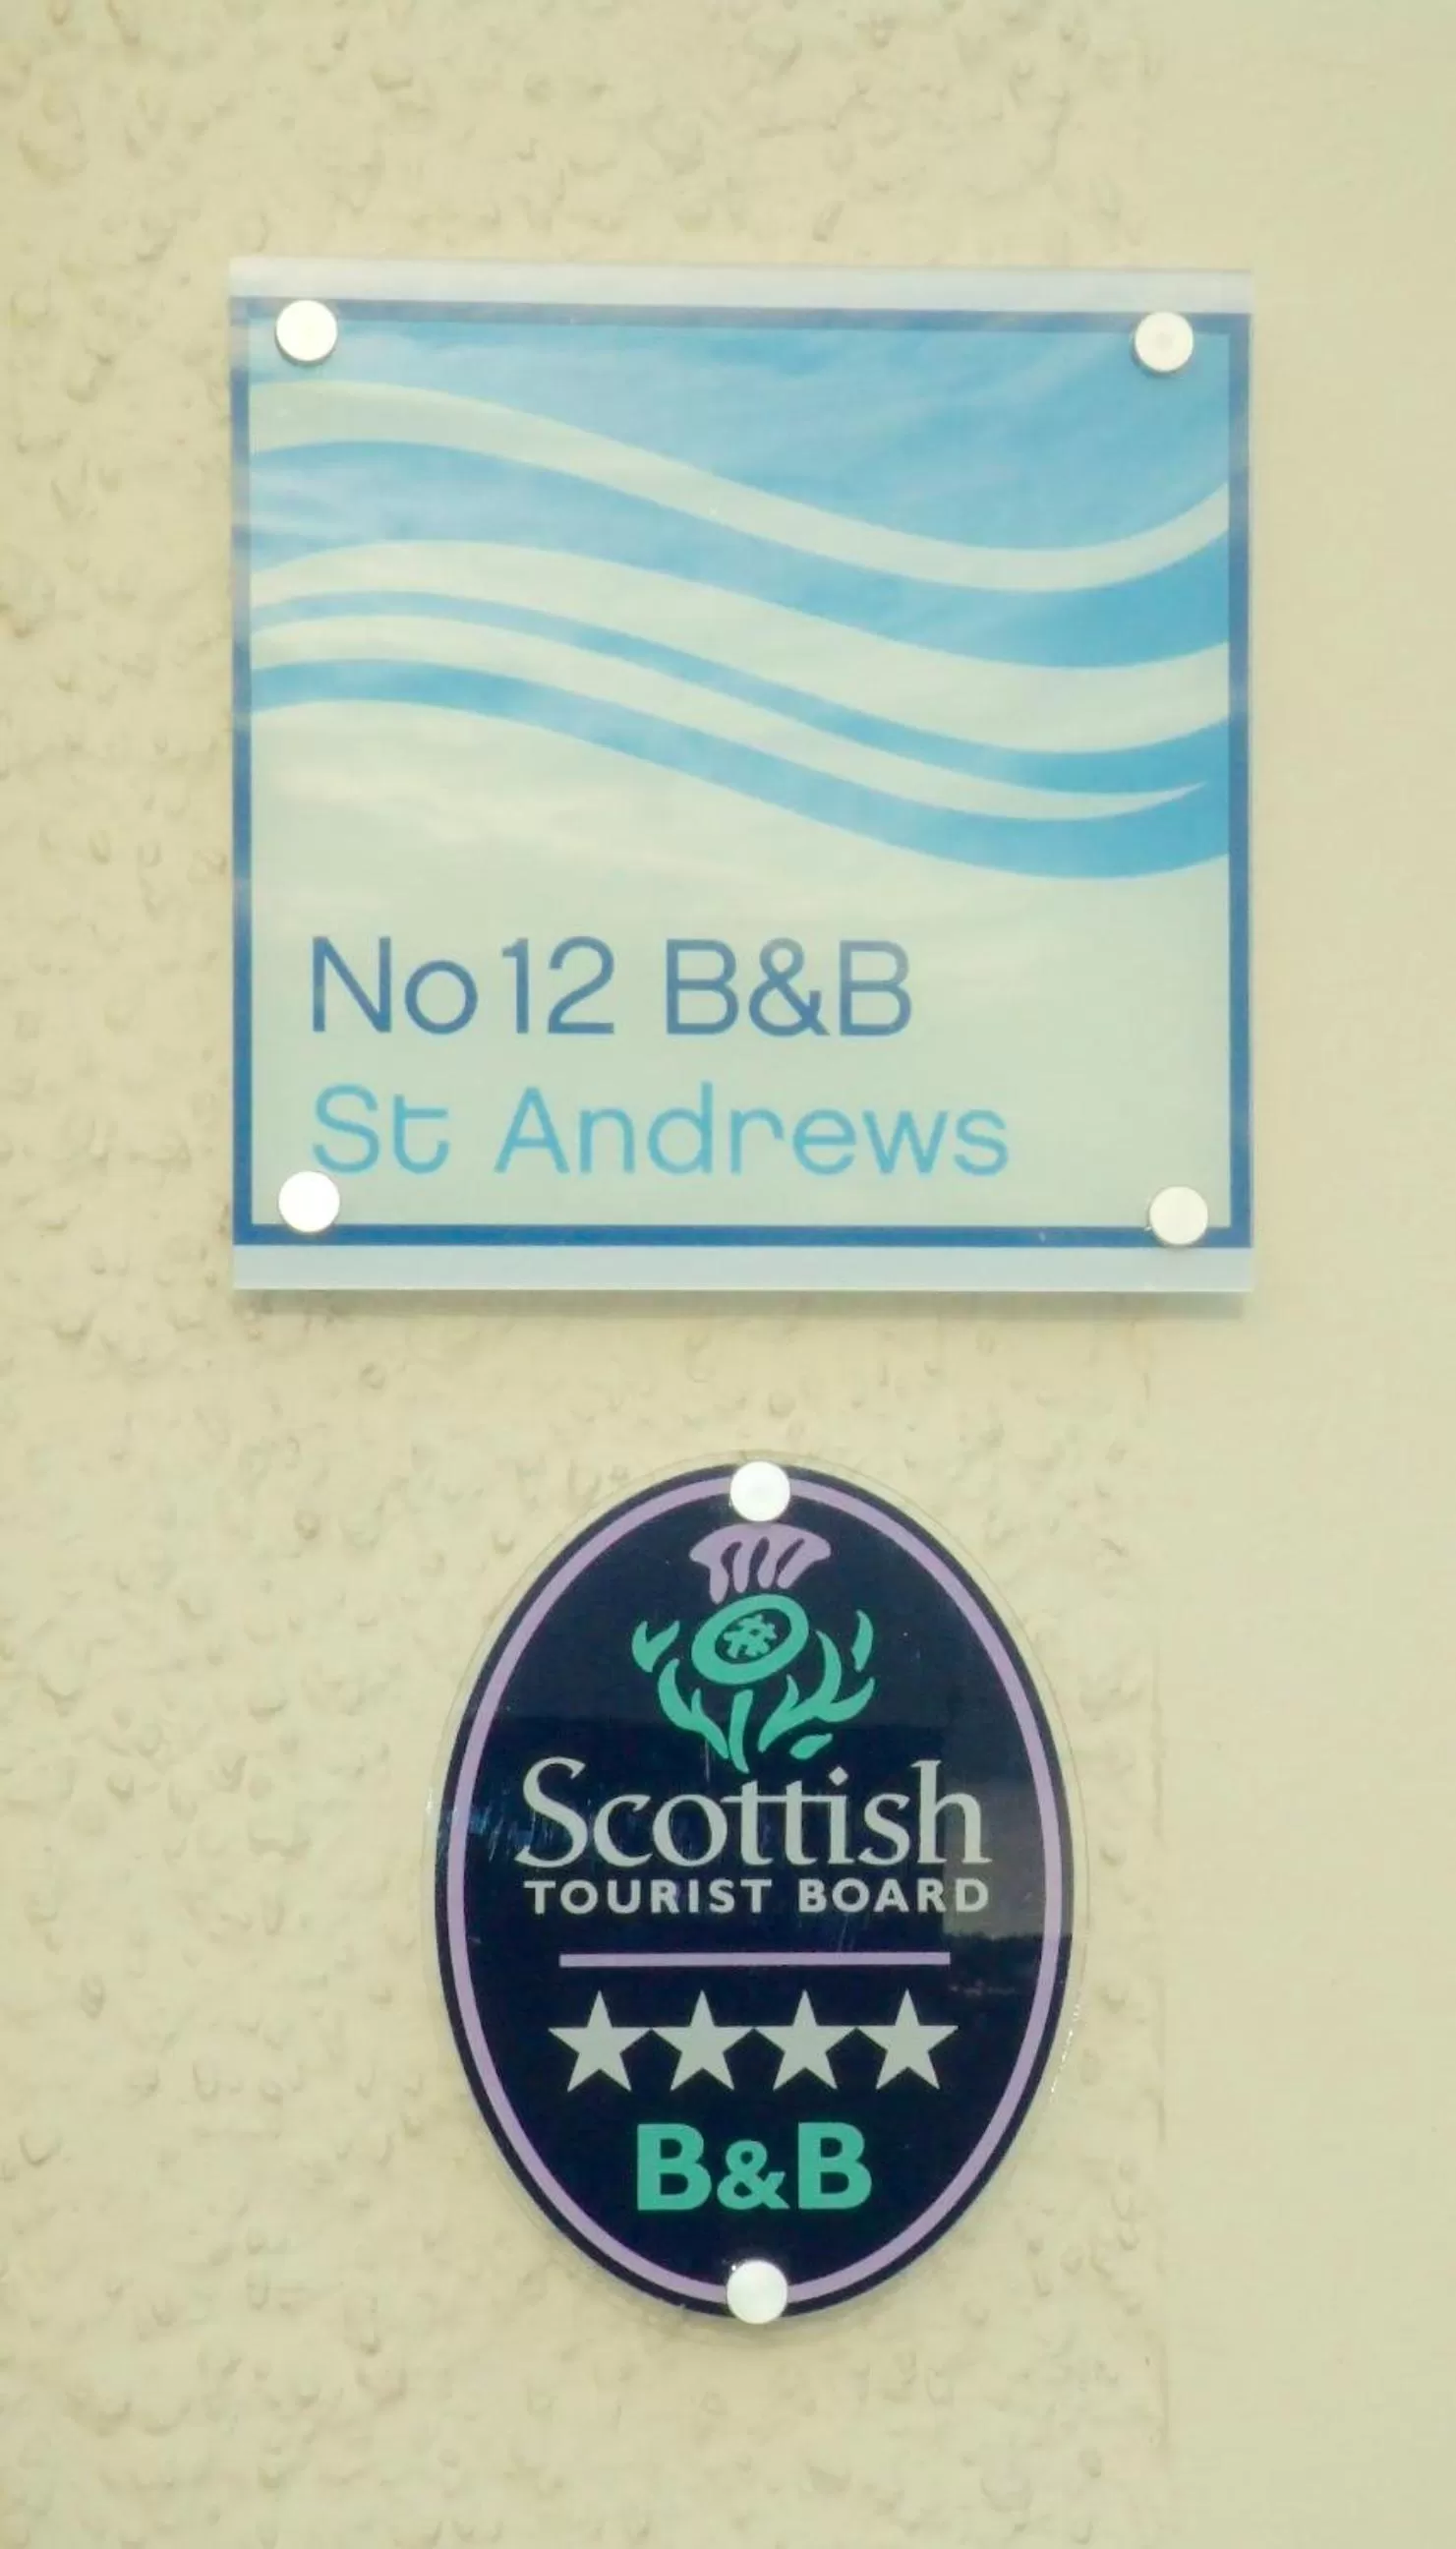 No 12 B&B
St Andrews
Scottish
TOURIST BOARD
B&B